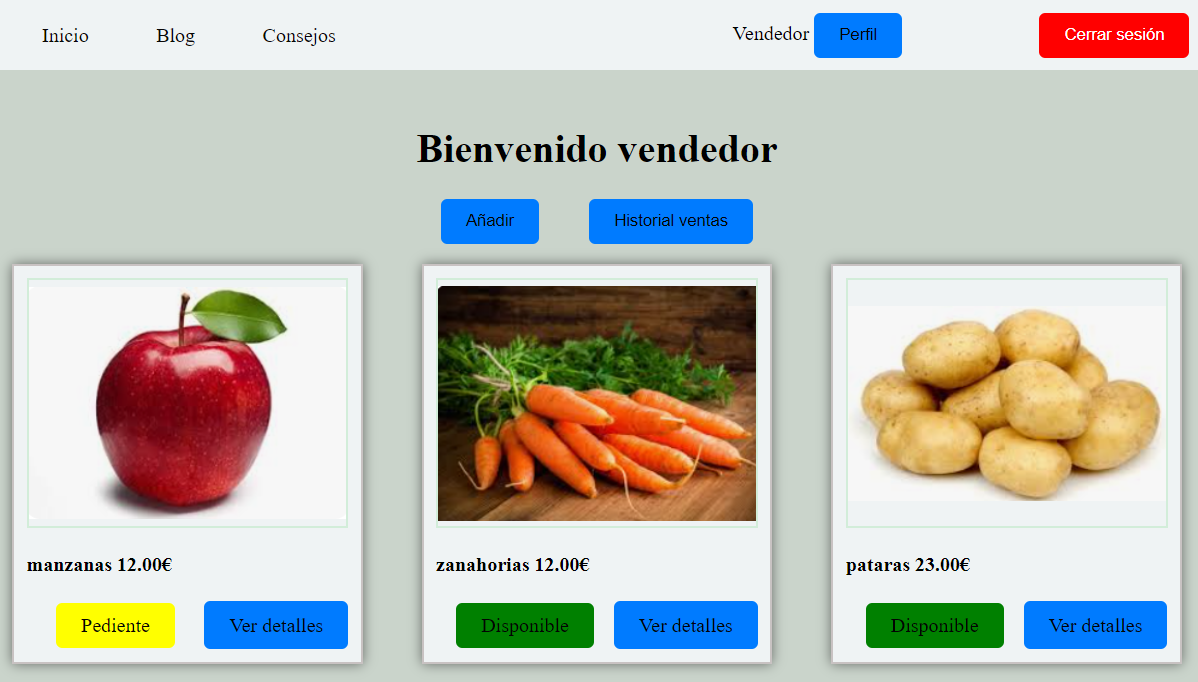 Inicio Blog Consejos Vendedor Perfil Cerrar sesión
Bienvenido vendedor
Añadir Historial ventas
manzanas 12.00€
Pediente Ver detalles
zanahorias 12.00€
Disponible Ver detalles
pataras 23.00€
Disponible Ver detalles